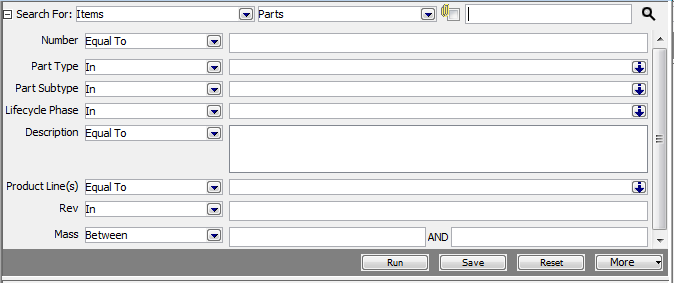 Search For: Items Parts
Number Equal To
Part Type In
Part Subtype In
Lifecycle Phase In
Description Equal To
Product Line(s) Equal To
Rev In
Mass Between AND
Run Save Reset More